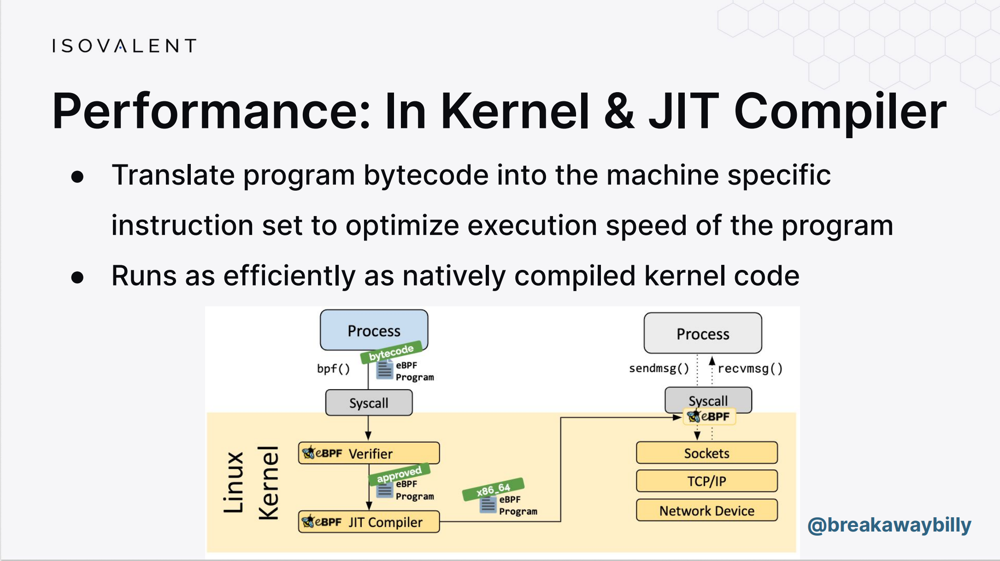 ISOVALENT
Performance: In Kernel & JIT Compiler
● Translate program bytecode into the machine specific
instruction set to optimize execution speed of the program
● Runs as efficiently as natively compiled kernel code
Process
bytecode
bpf()
eBPF
Program
Syscall
Linux
Kernel
eBPF Verifier
approved
eBPF
Program
eBPF JIT Compiler
x86_64
eBPF
Program
Process
sendmsg()
recvmsg()
Syscall
eBPF
Sockets
TCP/IP
Network Device
@breakawaybilly